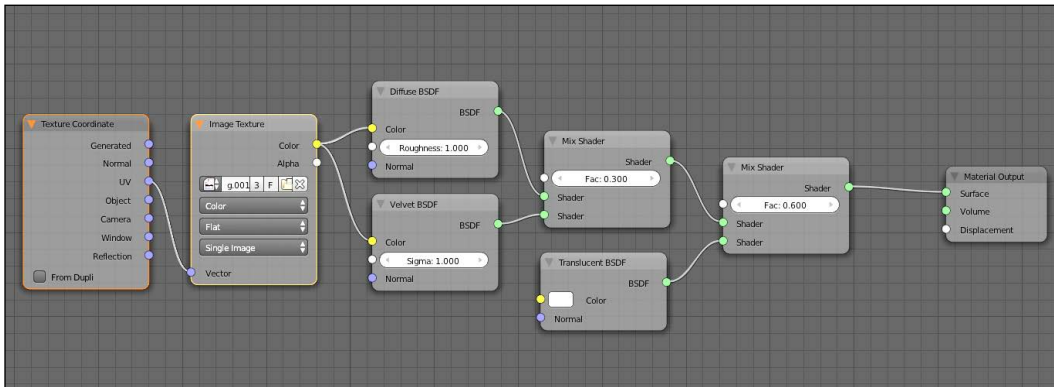 Texture Coordinate
Generated
Normal
UV
Object
Camera
Window
Reflection
From Dupli
Image Texture
Color
Alpha
g.001 3 F
Color
Flat
Single Image
Vector
Diffuse BSDF
BSDF
Color
Roughness: 1.000
Normal
Velvet BSDF
BSDF
Color
Sigma: 1.000
Normal
Mix Shader
Shader
Fac: 0.300
Shader
Shader
Translucent BSDF
BSDF
Color
Normal
Mix Shader
Shader
Fac: 0.600
Shader
Shader
Material Output
Surface
Volume
Displacement